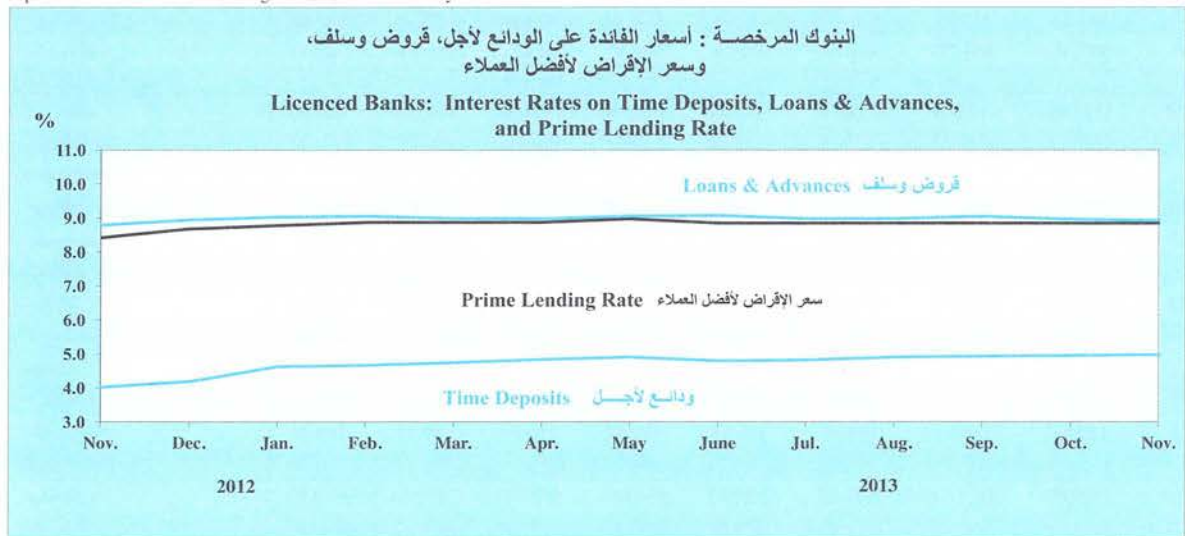 البنوك المرخصــة : أسعار الفائدة على الودائع لأجل، قروض وسلف،
وسعر الإقراض لأفضل العملاء
Licenced Banks: Interest Rates on Time Deposits, Loans & Advances,
and Prime Lending Rate
%
11.0
10.0
Loans & Advances قروض وسلف
9.0
8.0
7.0
Prime Lending Rate سعر الإقراض لأفضل العملاء
6.0
5.0
4.0
Time Deposits ودائــع لأجــــل
3.0
Nov. Dec. Jan. Feb. Mar. Apr. May June Jul. Aug. Sep. Oct. Nov.
2012 2013